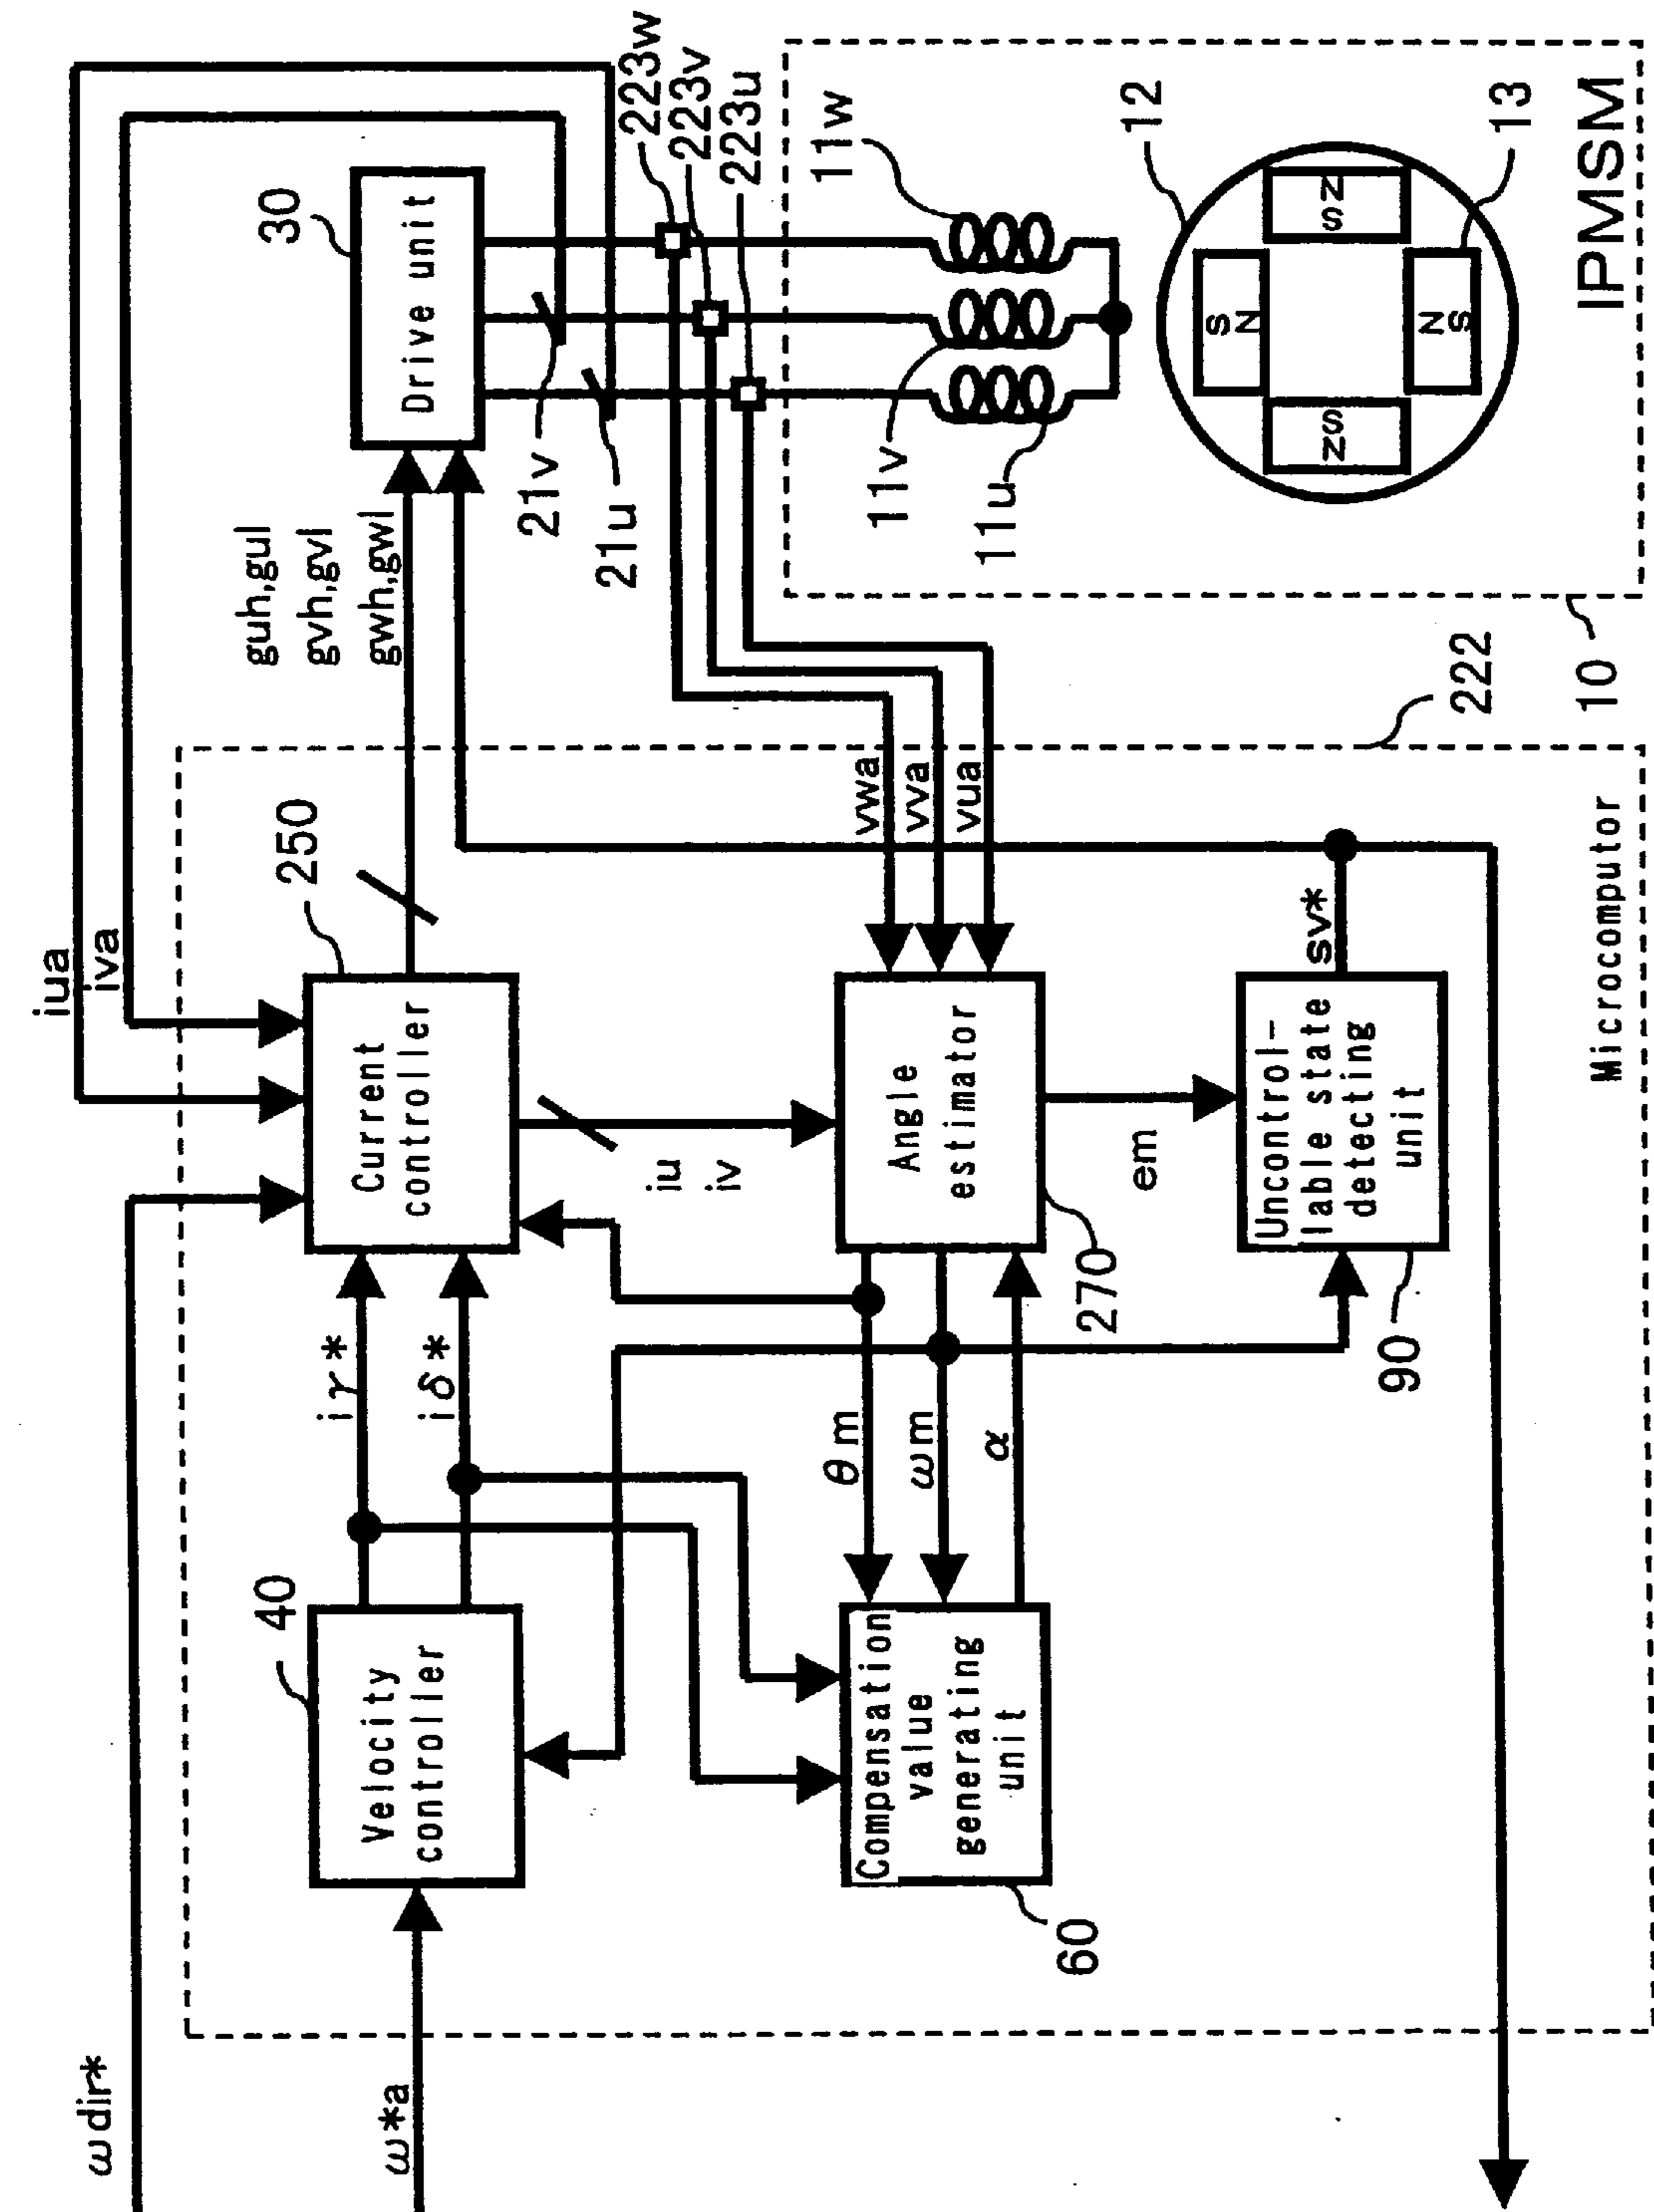 ωdir*
ω*a
iua
iva
40
Velocity
controller
iγ*
iδ*
250
Current
controller
guh,gul
gvh,gvl
gwh,gwl
30
Drive unit
21v
21u
223w
223v
223u
iu
iv
60
Compensation
value
generating
unit
θm
ωm
α
270
Angle
estimator
vwa
vva
vua
em
90
Uncontrol-
lable state
detecting
unit
sv*
Microcomputor
222
11w
11v
11u
12
13
S
N
S
N
N
S
N
S
IPMSM
10